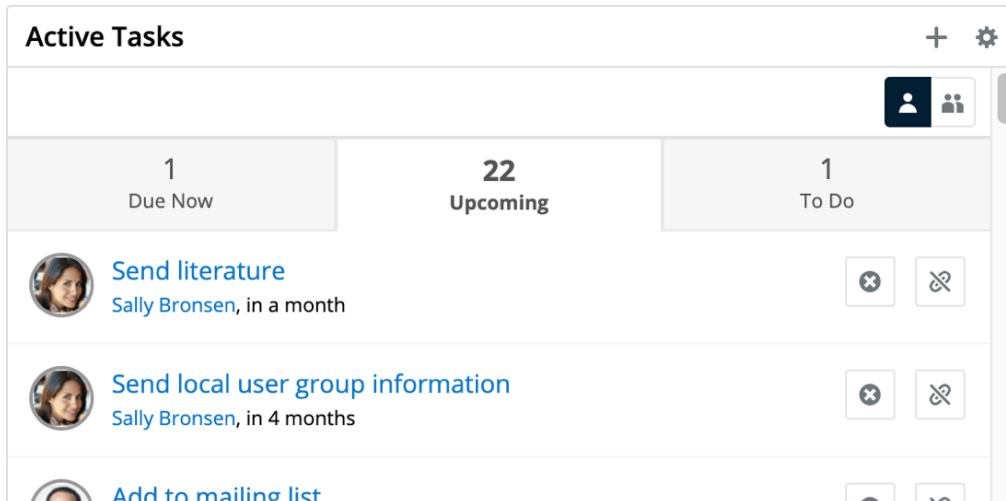 Active Tasks
1
Due Now
22
Upcoming
1
To Do
Send literature
Sally Bronsen, in a month
Send local user group information
Sally Bronsen, in 4 months
Add to mailing list